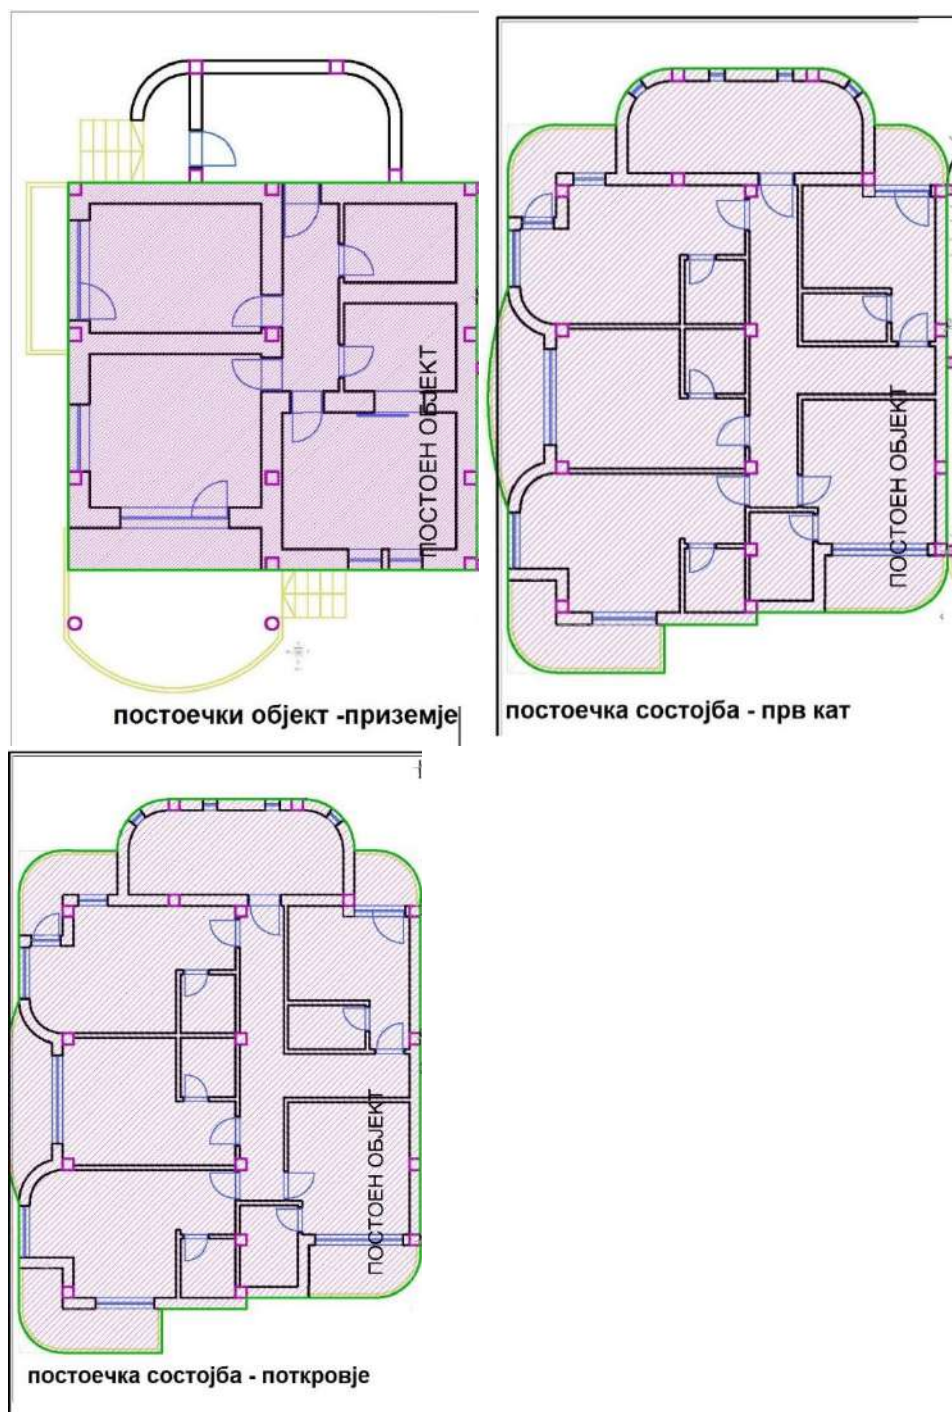 ПОСТОЕН ОБЈЕКТ
постоечки објект -приземје
ПОСТОЕН ОБЈЕКТ
постоечка состојба - прв кат
ПОСТОЕН ОБЈЕКТ
постоечка состојба - поткровје